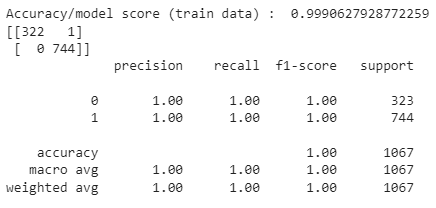 Accuracy/model score (train data) :  0.9990627928772259
[[322   1]
 [  0 744]]
              precision    recall  f1-score   support

           0       1.00      1.00      1.00       323
           1       1.00      1.00      1.00       744

    accuracy                           1.00      1067
   macro avg       1.00      1.00      1.00      1067
weighted avg       1.00      1.00      1.00      1067